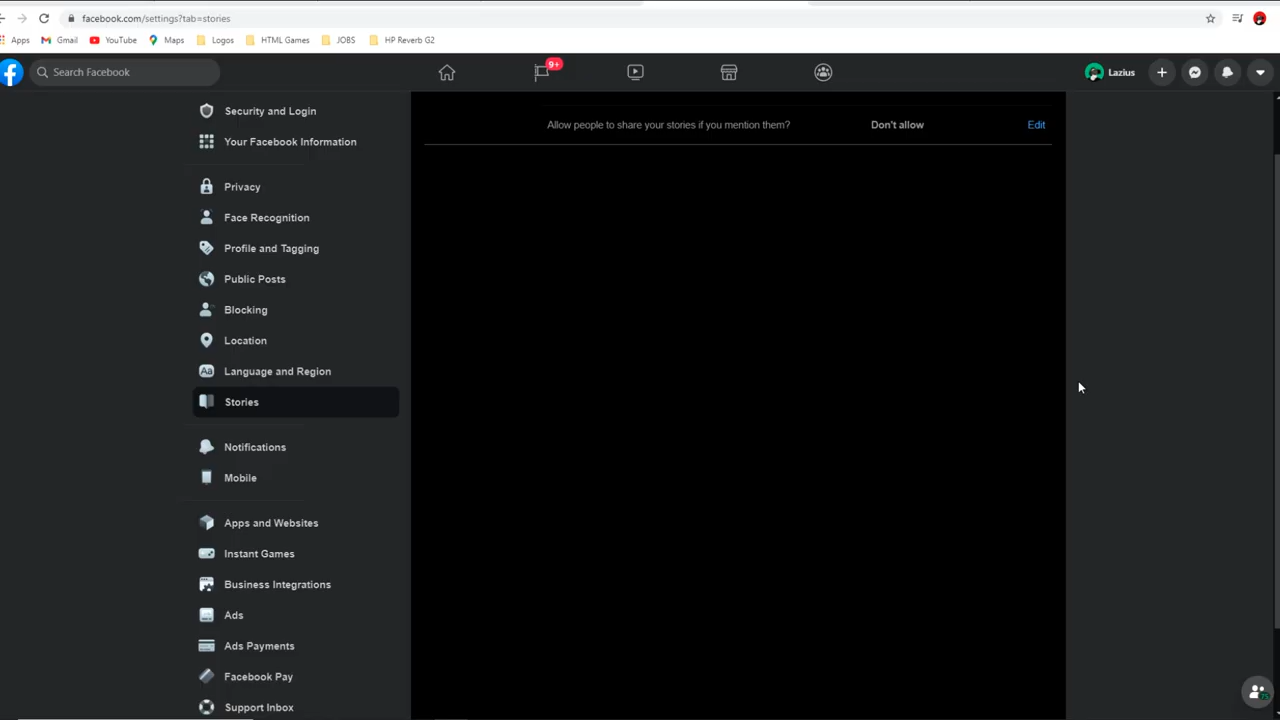 facebook.com/settings?tab=stories
Apps Gmail YouTube Maps Logos HTML Games JOBS HP Reverb G2
Search Facebook 9+ Lazius
Security and Login
Allow people to share your stories if you mention them? Don't allow Edit
Your Facebook Information
Privacy
Face Recognition
Profile and Tagging
Public Posts
Blocking
Location
Aa Language and Region
Stories
Notifications
Mobile
Apps and Websites
Instant Games
Business Integrations
Ads
Ads Payments
Facebook Pay
Support Inbox